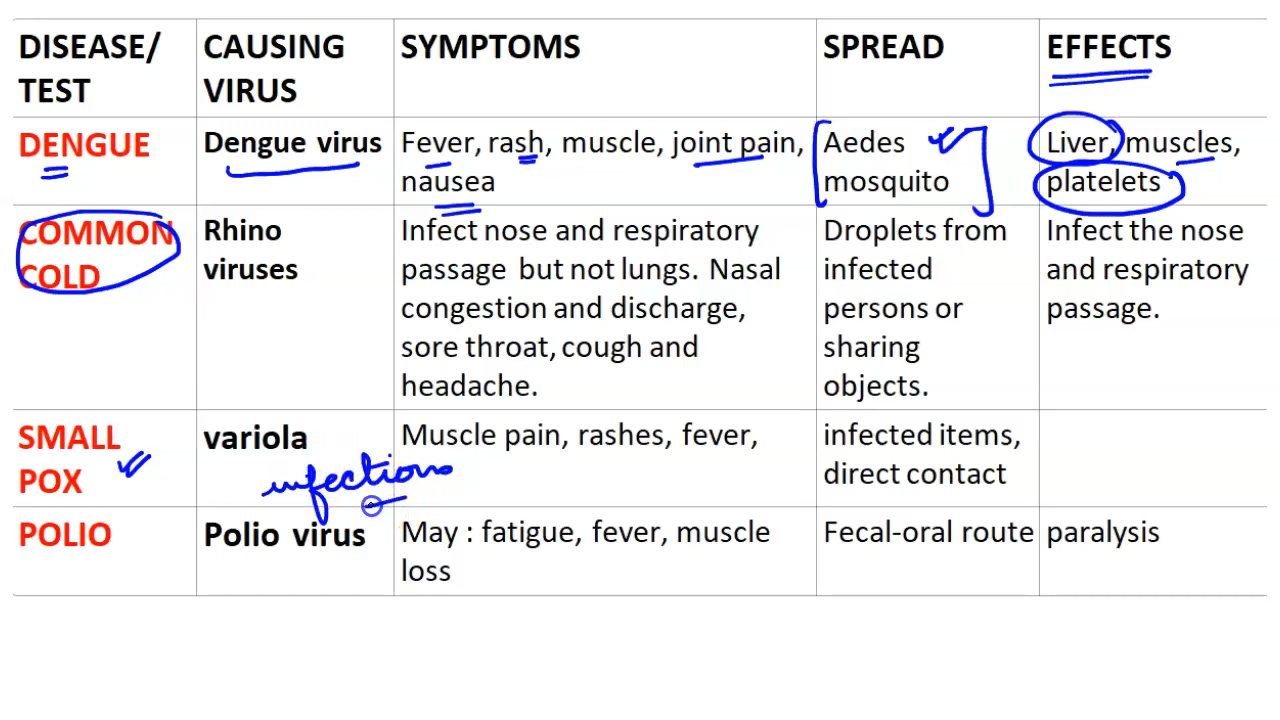 DISEASE/
TEST
CAUSING
VIRUS
SYMPTOMS
SPREAD
EFFECTS
DENGUE
Dengue virus
Fever, rash, muscle, joint pain,
nausea
Aedes
mosquito
Liver, muscles,
platelets
COMMON
COLD
Rhino
viruses
Infect nose and respiratory
passage but not lungs. Nasal
congestion and discharge,
sore throat, cough and
headache.
Droplets from
infected
persons or
sharing
objects.
Infect the nose
and respiratory
passage.
SMALL
POX
variola
infections
Muscle pain, rashes, fever,
infected items,
direct contact
POLIO
Polio virus
May : fatigue, fever, muscle
loss
Fecal-oral route
paralysis